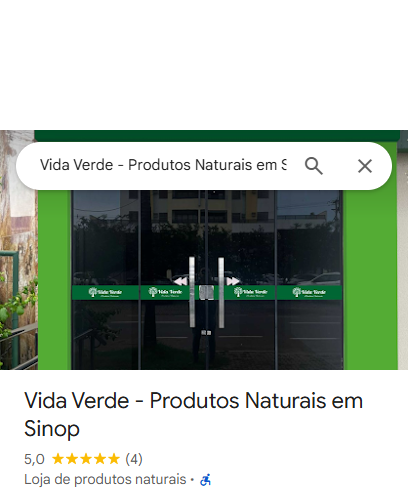 Vida Verde - Produtos Naturais em S
Vida Verde
Vida Verde
Vida Verde
Vida Verde
Vida Verde - Produtos Naturais em
Sinop
5,0 (4)
Loja de produtos naturais ·